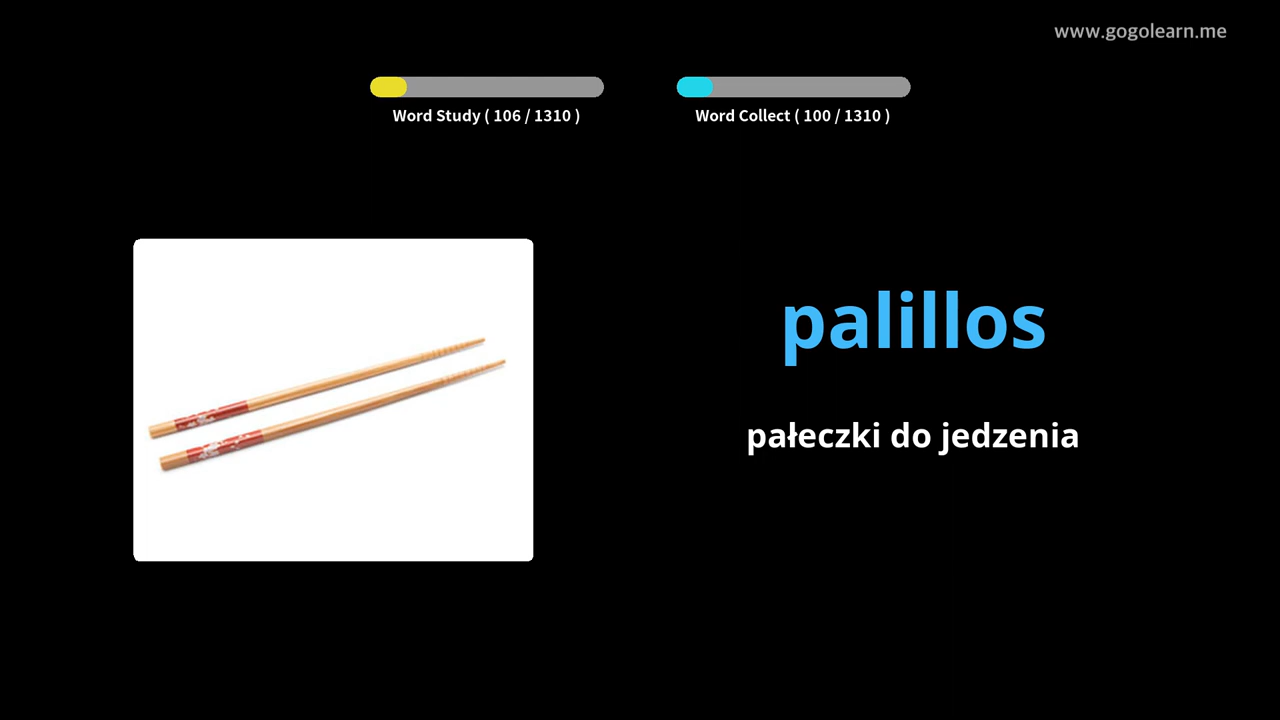 www.gogolearn.me
Word Study ( 106 / 1310 )
Word Collect ( 100 / 1310 )
palillos
pałeczki do jedzenia